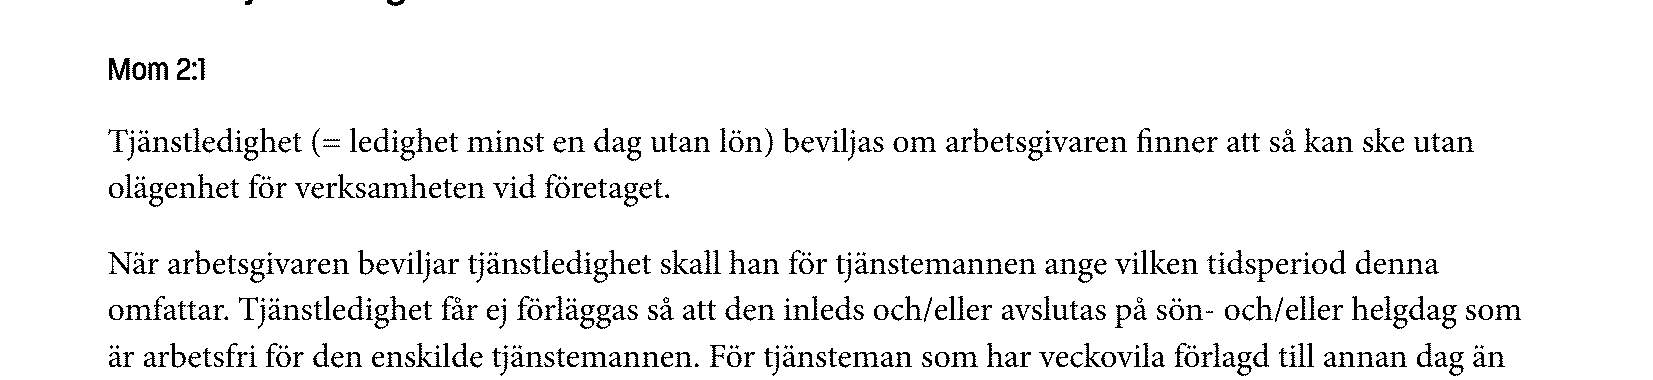 Mom 2:1
Tjänstledighet (= ledighet minst en dag utan lön) beviljas om arbetsgivaren finner att så kan ske utan
olägenhet för verksamheten vid företaget.
När arbetsgivaren beviljar tjänstledighet skall han för tjänstemannen ange vilken tidsperiod denna
omfattar. Tjänstledighet får ej förläggas så att den inleds och/eller avslutas på sön- och/eller helgdag som
är arbetsfri för den enskilde tjänstemannen. För tjänsteman som har veckovila förlagd till annan dag än